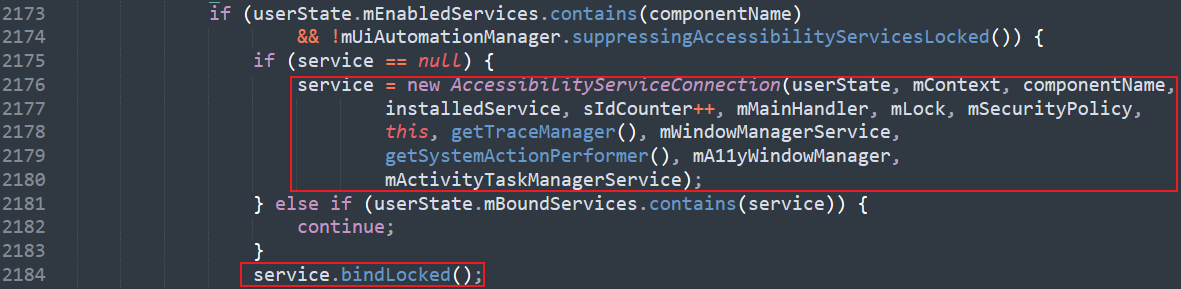 2173 if (userState.mEnabledServices.contains(componentName)
2174 && !mUiAutomationManager.suppressingAccessibilityServicesLocked()) {
2175 if (service == null) {
2176 service = new AccessibilityServiceConnection(userState, mContext, componentName,
2177 installedService, sIdCounter++, mMainHandler, mLock, mSecurityPolicy,
2178 this, getTraceManager(), mWindowManagerService,
2179 getSystemActionPerformer(), mA11yWindowManager,
2180 mActivityTaskManagerService);
2181 } else if (userState.mBoundServices.contains(service)) {
2182 continue;
2183 }
2184 service.bindLocked();